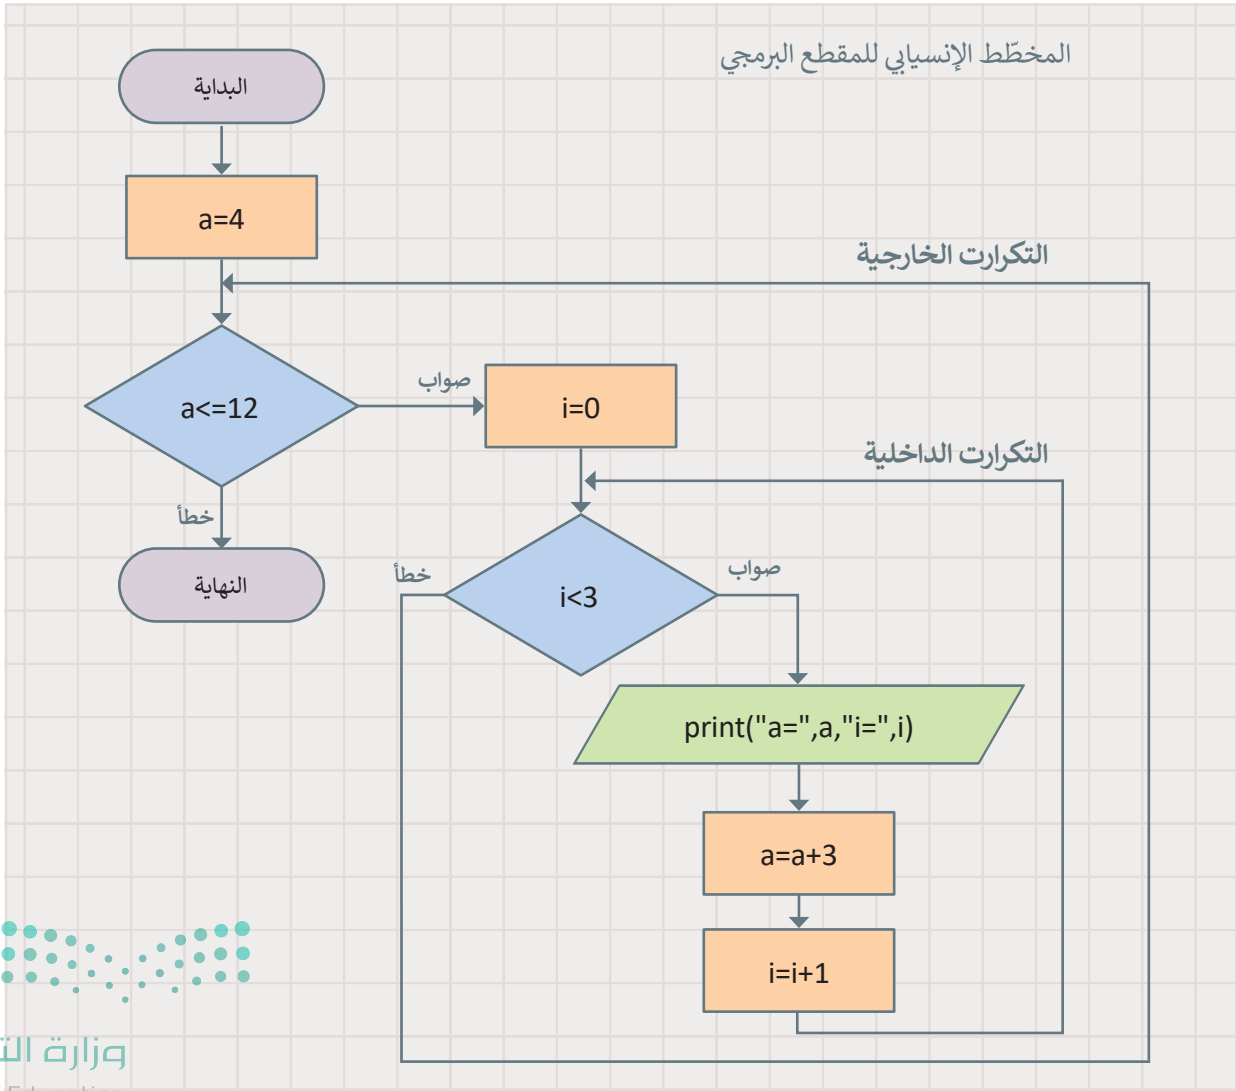 المخطّط الإنسيابي للمقطع البرمجي
البداية
a=4
التكرارت الخارجية
a<=12
صواب
i=0
التكرارت الداخلية
خطأ
النهاية
خطأ
i<3
صواب
print("a=",a,"i=",i)
a=a+3
i=i+1
وزارة
Education